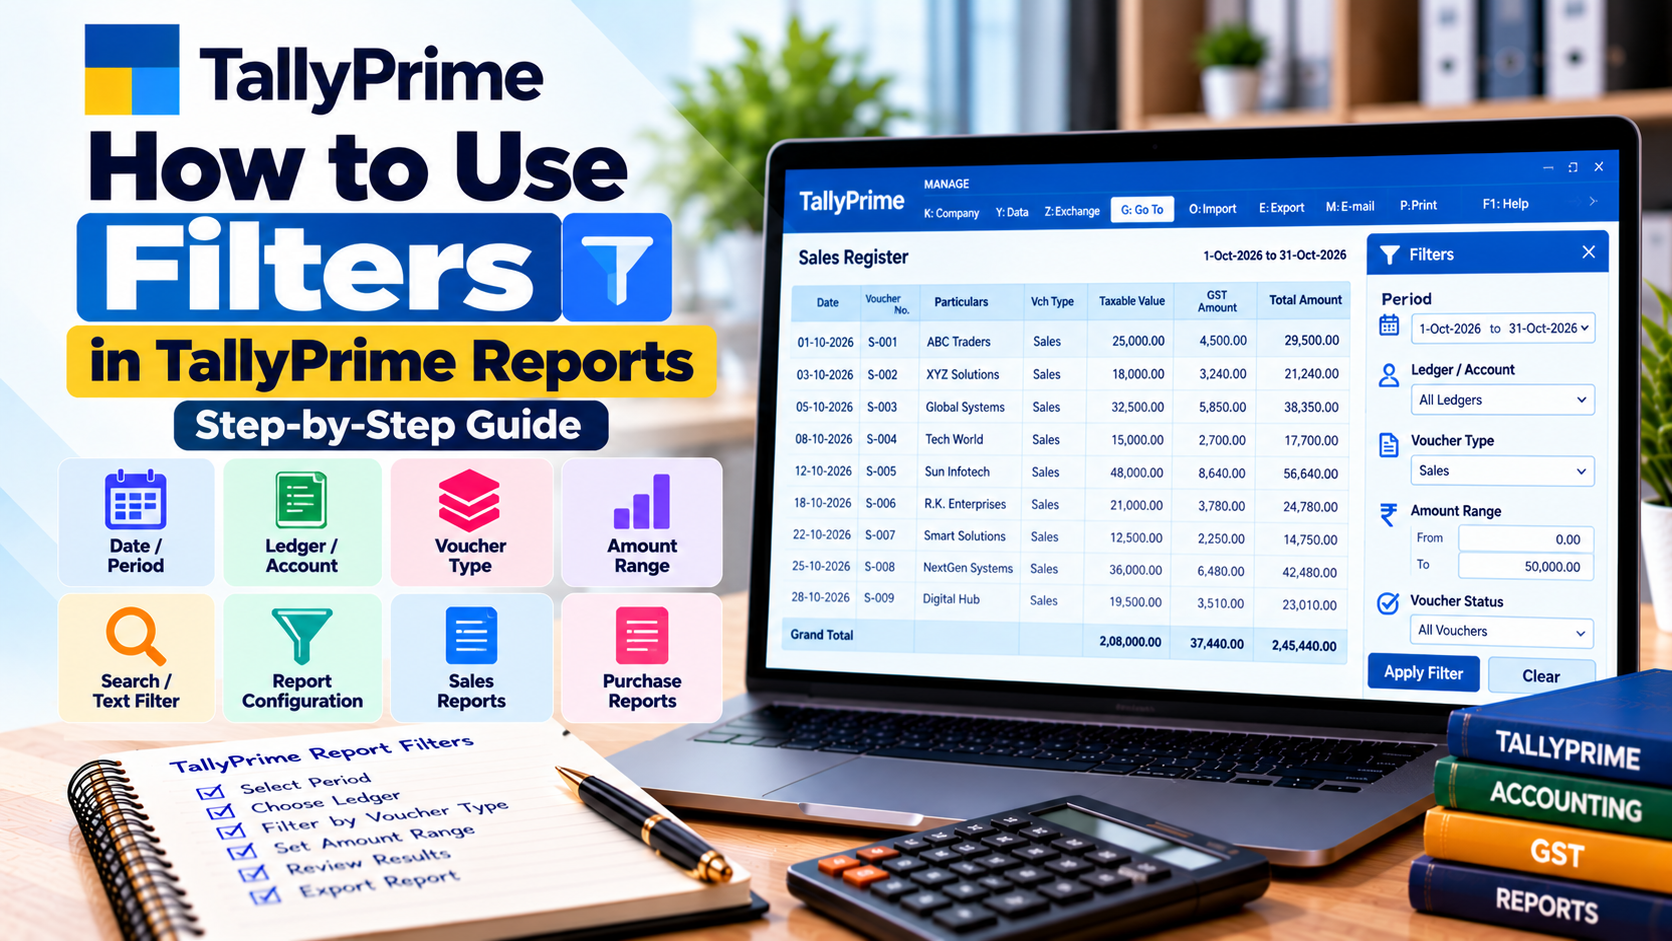 TallyPrime
How to Use
Filters
in TallyPrime Reports
Step-by-Step Guide
Date / Period
Ledger / Account
Voucher Type
Amount Range
Search / Text Filter
Report Configuration
Sales Reports
Purchase Reports
TallyPrime Report Filters
Select Period
Choose Ledger
Filter by Voucher Type
Set Amount Range
Review Results
Export Report
TallyPrime
MANAGE
K: Company Y: Data Z: Exchange G: Go To O: Import E: Export M: E-mail P: Print F1: Help
Sales Register 1-Oct-2026 to 31-Oct-2026
Date Voucher No. Particulars Vch Type Taxable Value GST Amount Total Amount
01-10-2026 S-001 ABC Traders Sales 25,000.00 4,500.00 29,500.00
03-10-2026 S-002 XYZ Solutions Sales 18,000.00 3,240.00 21,240.00
05-10-2026 S-003 Global Systems Sales 32,500.00 5,850.00 38,350.00
08-10-2026 S-004 Tech World Sales 15,000.00 2,700.00 17,700.00
12-10-2026 S-005 Sun Infotech Sales 48,000.00 8,640.00 56,640.00
18-10-2026 S-006 R.K. Enterprises Sales 21,000.00 3,780.00 24,780.00
22-10-2026 S-007 Smart Solutions Sales 12,500.00 2,250.00 14,750.00
25-10-2026 S-008 NextGen Systems Sales 36,000.00 6,480.00 42,480.00
28-10-2026 S-009 Digital Hub Sales 19,500.00 3,510.00 23,010.00
Grand Total 2,08,000.00 37,440.00 2,45,440.00
Filters
Period
1-Oct-2026 to 31-Oct-2026
Ledger / Account
All Ledgers
Voucher Type
Sales
₹ Amount Range
From 0.00
To 50,000.00
Voucher Status
All Vouchers
Apply Filter Clear
TALLYPRIME
ACCOUNTING
GST
REPORTS